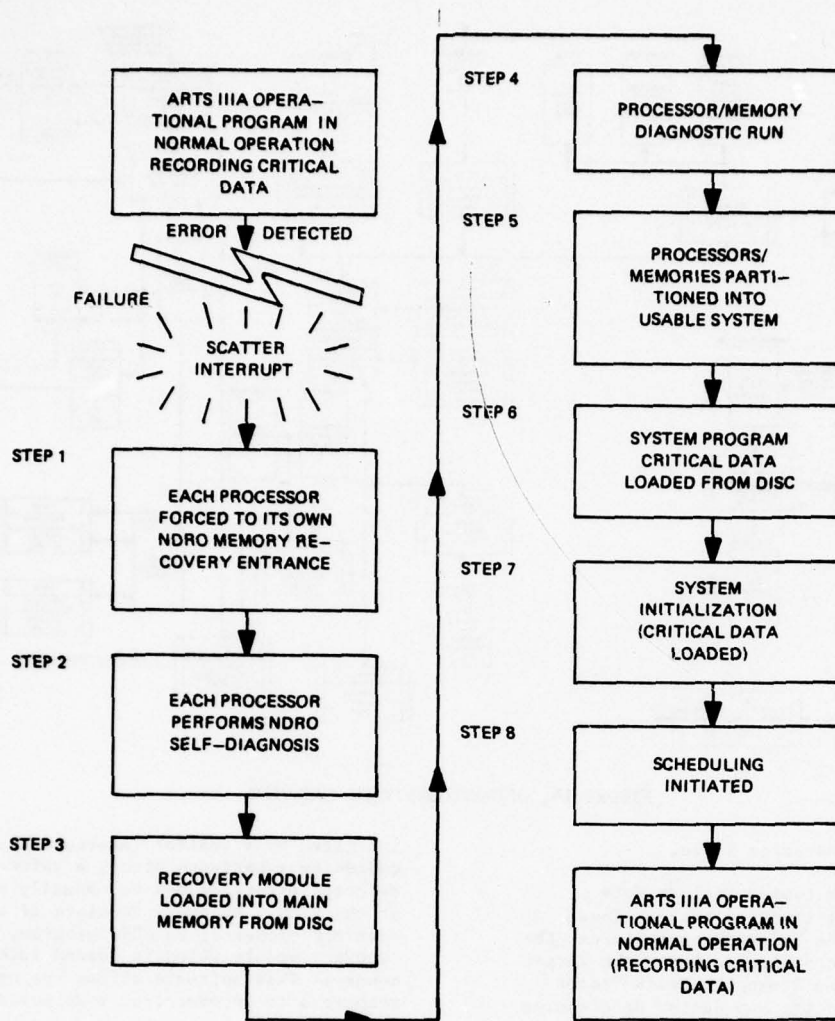 ARTS IIIA OPERA–
TIONAL PROGRAM IN
NORMAL OPERATION
RECORDING CRITICAL
DATA
ERROR DETECTED
FAILURE
SCATTER
INTERRUPT
STEP 1
EACH PROCESSOR
FORCED TO ITS OWN
NDRO MEMORY RE–
COVERY ENTRANCE
STEP 2
EACH PROCESSOR
PERFORMS NDRO
SELF–DIAGNOSIS
STEP 3
RECOVERY MODULE
LOADED INTO MAIN
MEMORY FROM DISC
STEP 4
PROCESSOR/MEMORY
DIAGNOSTIC RUN
STEP 5
PROCESSORS/
MEMORIES PARTI–
TIONED INTO
USABLE SYSTEM
STEP 6
SYSTEM PROGRAM
CRITICAL DATA
LOADED FROM DISC
STEP 7
SYSTEM
INITIALIZATION
(CRITICAL DATA
LOADED)
STEP 8
SCHEDULING
INITIATED
ARTS IIIA OPERA–
TIONAL PROGRAM IN
NORMAL OPERATION
(RECORDING CRITICAL
DATA)